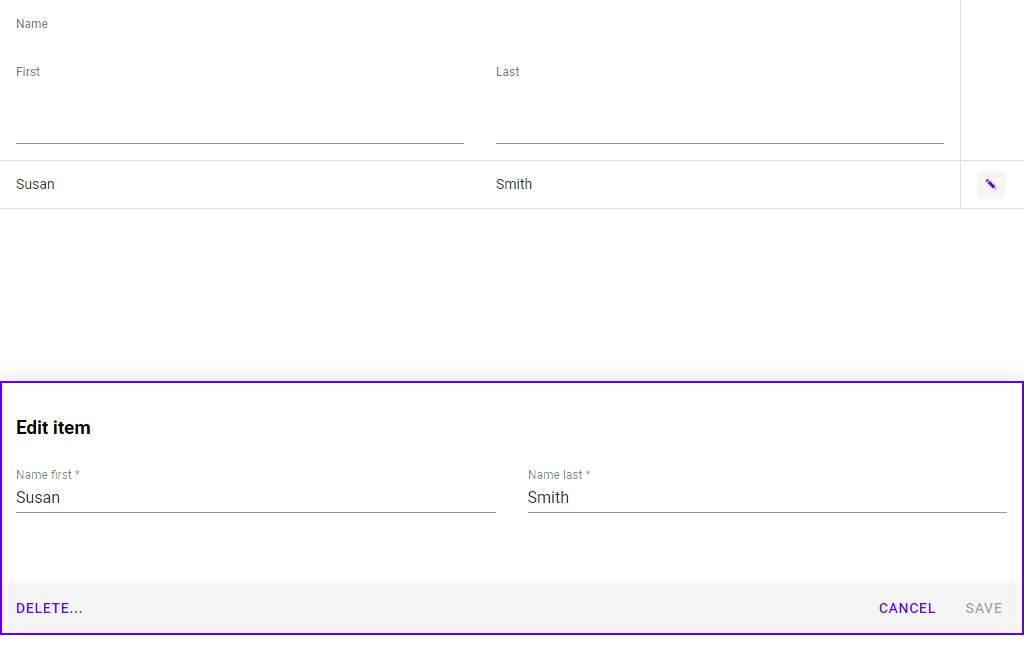 Name
First Last
Susan Smith
Edit item
Name first * Name last *
Susan Smith
DELETE... CANCEL SAVE